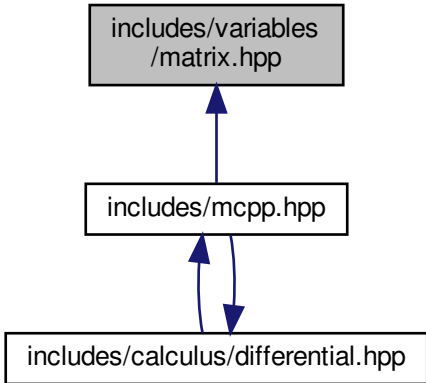 includes/variables
/matrix.hpp
includes/mcpp.hpp
includes/calculus/differential.hpp